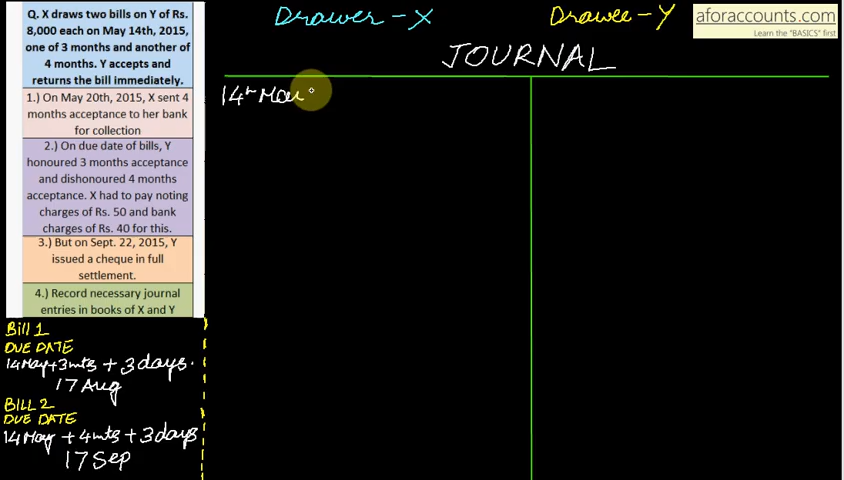 Q. X draws two bills on Y of Rs.
8,000 each on May 14th, 2015,
one of 3 months and another of
4 months. Y accepts and
returns the bill immediately.
1.) On May 20th, 2015, X sent 4
months acceptance to her bank
for collection
2.) On due date of bills, Y
honoured 3 months acceptance
and dishonoured 4 months
acceptance. X had to pay noting
charges of Rs. 50 and bank
charges of Rs. 40 for this.
3.) But on Sept. 22, 2015, Y
issued a cheque in full
settlement.
4.) Record necessary journal
entries in books of X and Y
Bill 1
DUE DATE
14 May+3mts + 3 days.
17 Aug
BILL 2
DUE DATE
14 May + 4mts + 3 days
17 Sep
Drawer - X
Drawee - Y
aforaccounts.com
Learn the "BASICS" first
JOURNAL
14th May